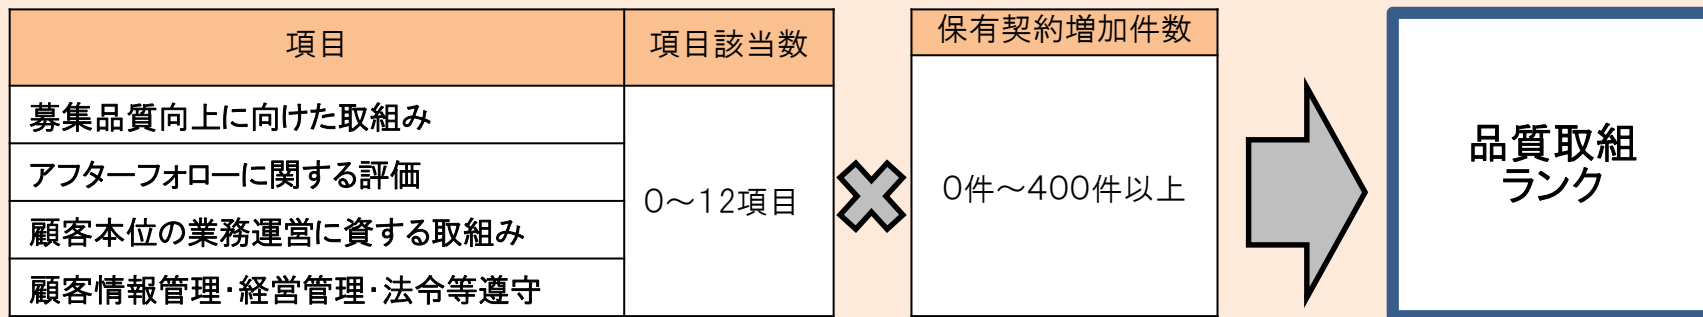 項目
項目該当数
保有契約増加件数
募集品質向上に向けた取組み
アフターフォローに関する評価
顧客本位の業務運営に資する取組み
顧客情報管理・経営管理・法令等遵守
0～12項目
0件～400件以上
品質取組
ランク